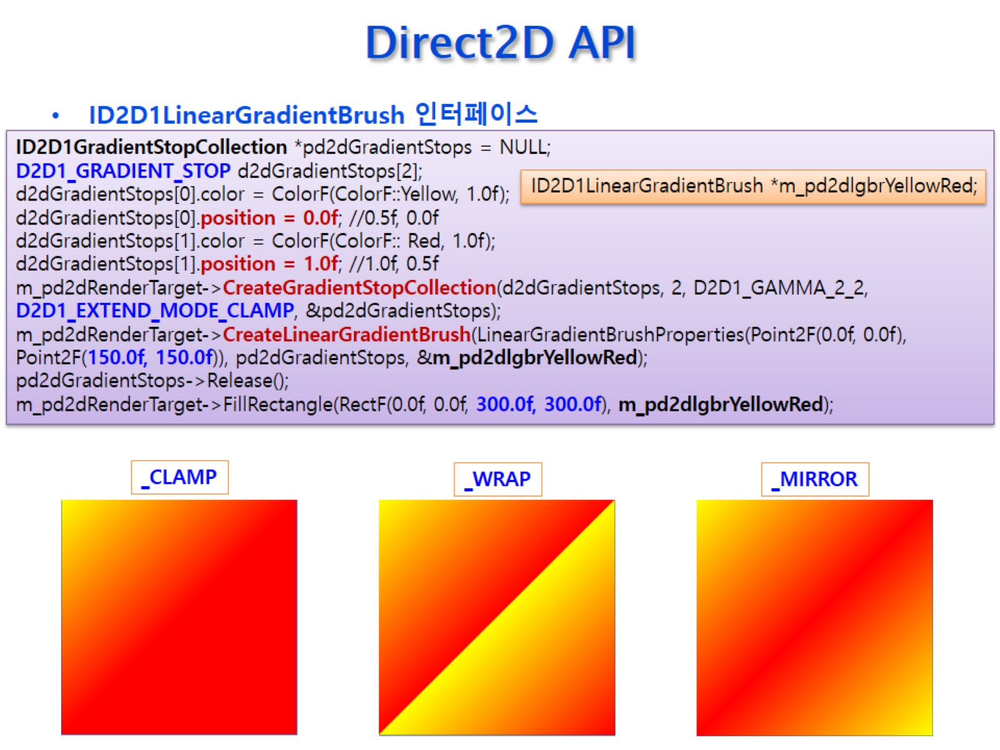 Direct2D API
• ID2D1LinearGradientBrush 인터페이스
ID2D1GradientStopCollection *pd2dGradientStops = NULL;
D2D1_GRADIENT_STOP d2dGradientStops[2];
ID2D1LinearGradientBrush *m_pd2dlgbrYellowRed;
d2dGradientStops[0].color = ColorF(ColorF::Yellow, 1.0f);
d2dGradientStops[0].position = 0.0f; //0.5f, 0.0f
d2dGradientStops[1].color = ColorF(ColorF:: Red, 1.0f);
d2dGradientStops[1].position = 1.0f; //1.0f, 0.5f
m_pd2dRenderTarget->CreateGradientStopCollection(d2dGradientStops, 2, D2D1_GAMMA_2_2,
D2D1_EXTEND_MODE_CLAMP, &pd2dGradientStops);
m_pd2dRenderTarget->CreateLinearGradientBrush(LinearGradientBrushProperties(Point2F(0.0f, 0.0f),
Point2F(150.0f, 150.0f)), pd2dGradientStops, &m_pd2dlgbrYellowRed);
pd2dGradientStops->Release();
m_pd2dRenderTarget->FillRectangle(RectF(0.0f, 0.0f, 300.0f, 300.0f), m_pd2dlgbrYellowRed);
_CLAMP
_WRAP
_MIRROR